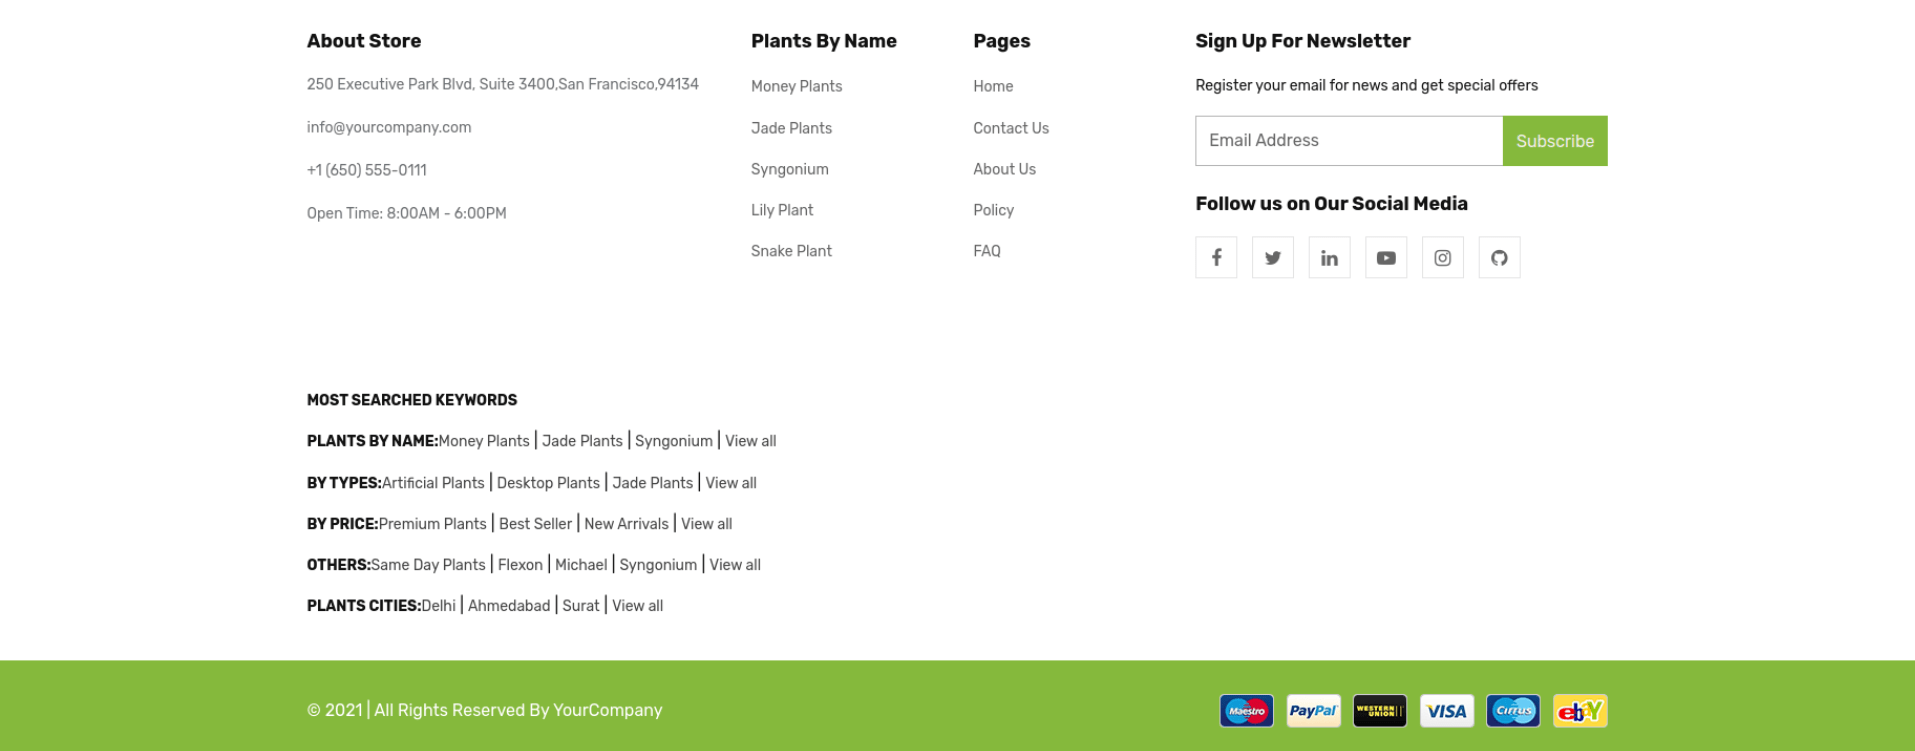 About Store
250 Executive Park Blvd, Suite 3400,San Francisco,94134
info@yourcompany.com
+1 (650) 555-0111
Open Time: 8:00AM - 6:00PM
Plants By Name
Money Plants
Jade Plants
Syngonium
Lily Plant
Snake Plant
Pages
Home
Contact Us
About Us
Policy
FAQ
Sign Up For Newsletter
Register your email for news and get special offers
Email Address
Subscribe
Follow us on Our Social Media
MOST SEARCHED KEYWORDS
PLANTS BY NAME:Money Plants | Jade Plants | Syngonium | View all
BY TYPES:Artificial Plants | Desktop Plants | Jade Plants | View all
BY PRICE:Premium Plants | Best Seller | New Arrivals | View all
OTHERS:Same Day Plants | Flexon | Michael | Syngonium | View all
PLANTS CITIES:Delhi | Ahmedabad | Surat | View all
© 2021 | All Rights Reserved By YourCompany
Maestro
PayPal
WESTERN UNION
VISA
Cirrus
ebaY